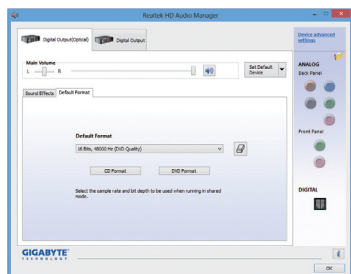 Realtek HD Audio Manager
Digital Output(Optical)
Digital Output
Device advanced
settings
Main Volume
L
R
Set Default
Device
ANALOG
Back Panel
Sound Effects
Default Format
Default Format
16 Bits, 48000 Hz (DVD Quality)
CD Format
DVD Format
Select the sample rate and bit depth to be used when running in shared
mode.
Front Panel
DIGITAL
GIGABYTE
TECHNOLOGY
OK